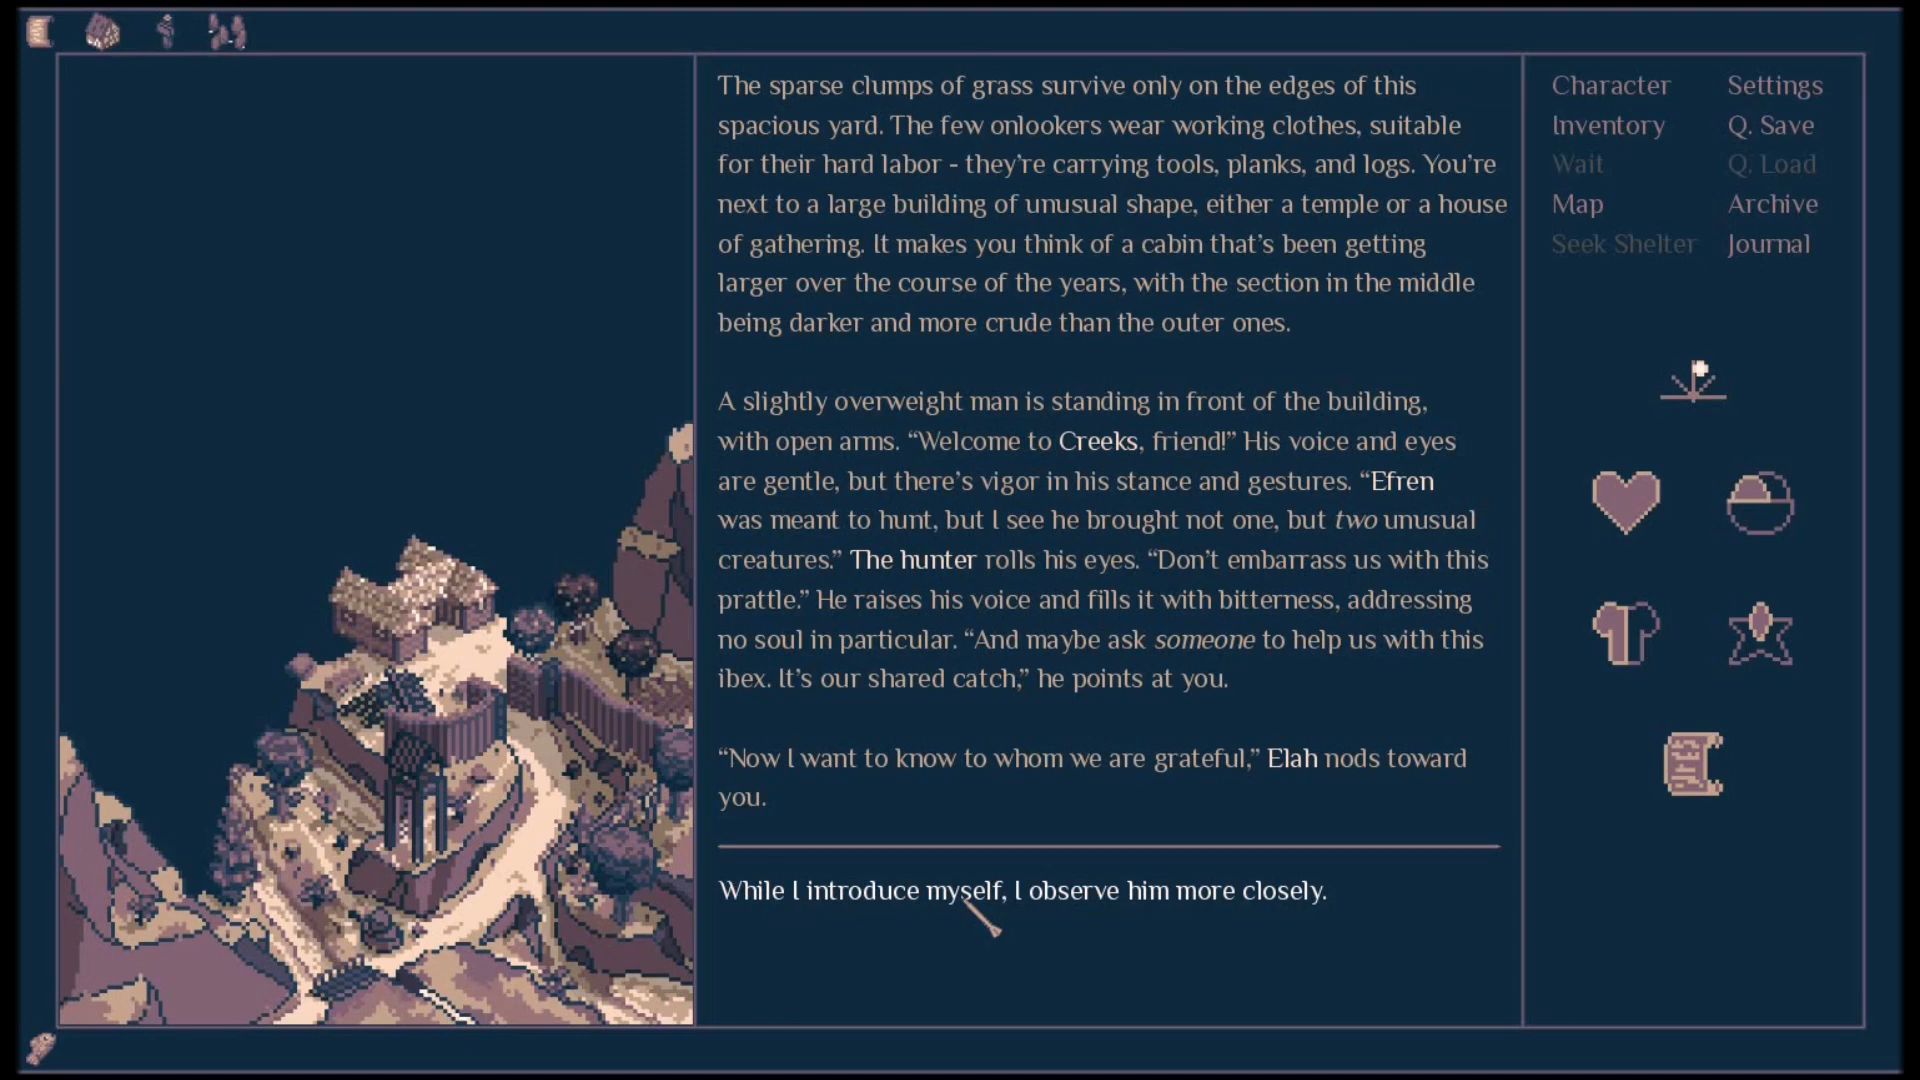 The sparse clumps of grass survive only on the edges of this
spacious yard. The few onlookers wear working clothes, suitable
for their hard labor - they’re carrying tools, planks, and logs. You’re
next to a large building of unusual shape, either a temple or a house
of gathering. It makes you think of a cabin that’s been getting
larger over the course of the years, with the section in the middle
being darker and more crude than the outer ones.
A slightly overweight man is standing in front of the building,
with open arms. “Welcome to Creeks, friend!” His voice and eyes
are gentle, but there’s vigor in his stance and gestures. “Efren
was meant to hunt, but I see he brought not one, but two unusual
creatures.” The hunter rolls his eyes. “Don’t embarrass us with this
prattle.” He raises his voice and fills it with bitterness, addressing
no soul in particular. “And maybe ask someone to help us with this
ibex. It’s our shared catch,” he points at you.
“Now I want to know to whom we are grateful,” Elah nods toward
you.
While I introduce myself, I observe him more closely.
Character Settings
Inventory Q. Save
Wait Q. Load
Map Archive
Seek Shelter Journal